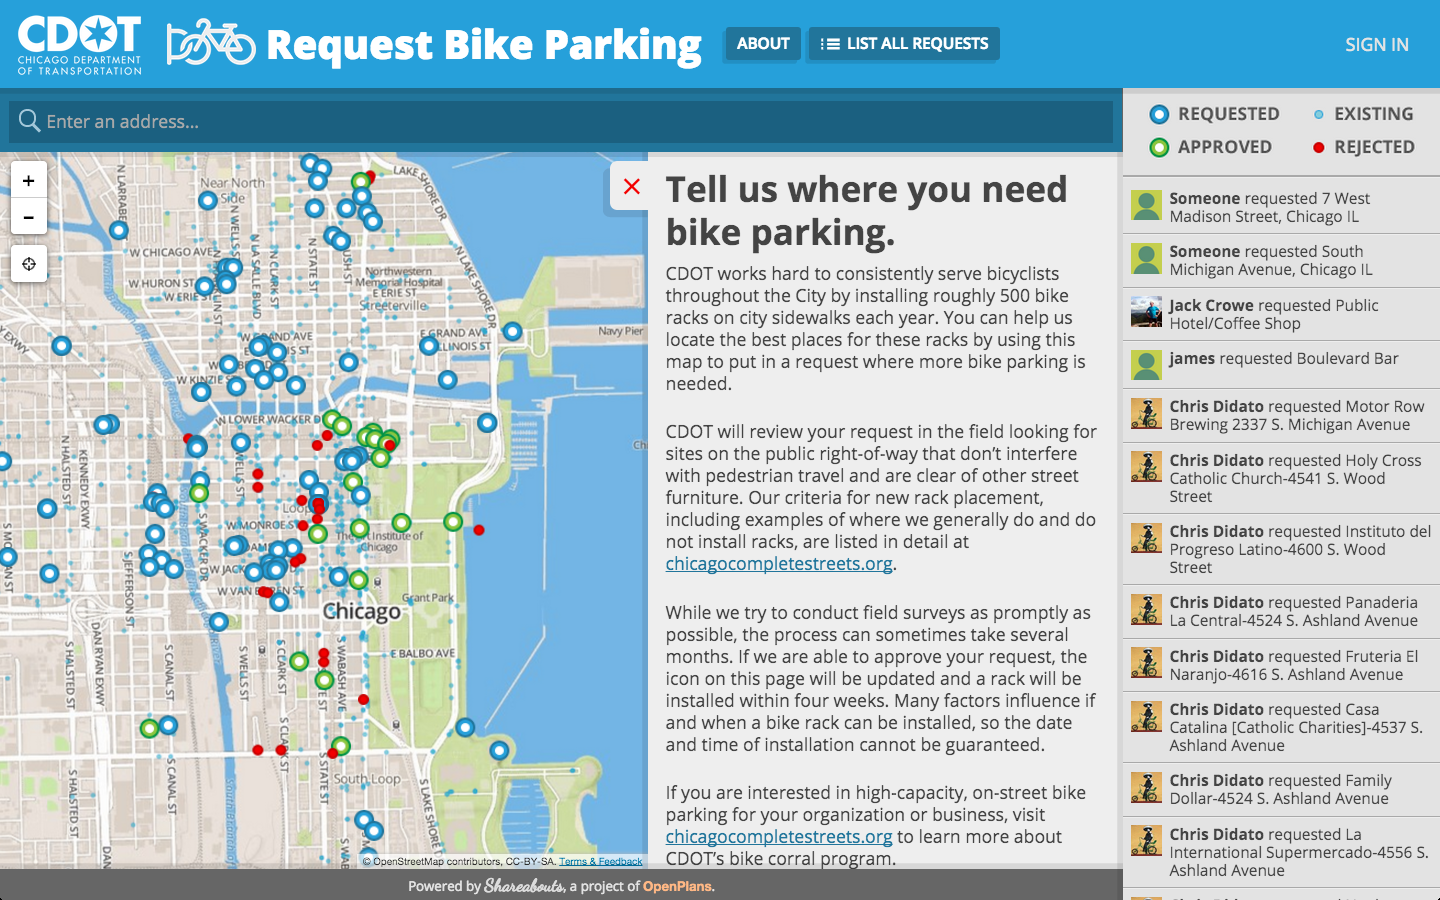 CDOT
CHICAGO DEPARTMENT
OF TRANSPORTATION
Request Bike Parking
ABOUT
LIST ALL REQUESTS
SIGN IN
Enter an address...
REQUESTED
EXISTING
APPROVED
REJECTED
+
−
Near North
Side
LAKE SHORE DR
W CHICAGO AVE
W HURON ST
W ERIE
N WELLS
N LA SALLE BLVD
N CLARK ST
N STATE ST
RUSH ST
Northwestern
Memorial Hospital
E ERIE ST
Streeterville
N LAKE SHORE DR
E GRAND AVE
ILLINOIS ST
Navy Pier
W KINZIE
N LOWER WACKER D
N HALSTED ST
KENNEDY EXWY
WELLS ST
Loop
W MONROE S
The Art Institute of
Chicago
S WACKER DR
S JEFFERSON ST
W JACK
W VAN BUREN ST
Chicago
Grant Park
E BALBO AVE
S HALSTED ST
DAN RYAN EXWY
S CANAL ST
S WELLS ST
S CLARK ST
S WABASH AVE
S HALSTED ST
S CANAL ST
S STATE ST
South Loop
S LAKE SHORE
© OpenStreetMap contributors, CC-BY-SA. Terms & Feedback
Tell us where you need
bike parking.
CDOT works hard to consistently serve bicyclists
throughout the City by installing roughly 500 bike
racks on city sidewalks each year. You can help us
locate the best places for these racks by using this
map to put in a request where more bike parking is
needed.
CDOT will review your request in the field looking for
sites on the public right-of-way that don't interfere
with pedestrian travel and are clear of other street
furniture. Our criteria for new rack placement,
including examples of where we generally do and do
not install racks, are listed in detail at
chicagocompletestreets.org.
While we try to conduct field surveys as promptly as
possible, the process can sometimes take several
months. If we are able to approve your request, the
icon on this page will be updated and a rack will be
installed within four weeks. Many factors influence if
and when a bike rack can be installed, so the date
and time of installation cannot be guaranteed.
If you are interested in high-capacity, on-street bike
parking for your organization or business, visit
chicagocompletestreets.org to learn more about
CDOT's bike corral program.
Someone requested 7 West
Madison Street, Chicago IL
Someone requested South
Michigan Avenue, Chicago IL
Jack Crowe requested Public
Hotel/Coffee Shop
james requested Boulevard Bar
Chris Didato requested Motor Row
Brewing 2337 S. Michigan Avenue
Chris Didato requested Holy Cross
Catholic Church-4541 S. Wood
Street
Chris Didato requested Instituto del
Progreso Latino-4600 S. Wood
Street
Chris Didato requested Panaderia
La Central-4524 S. Ashland Avenue
Chris Didato requested Fruteria El
Naranjo-4616 S. Ashland Avenue
Chris Didato requested Casa
Catalina [Catholic Charities]-4537 S.
Ashland Avenue
Chris Didato requested Family
Dollar-4524 S. Ashland Avenue
Chris Didato requested La
International Supermercado-4556 S.
Ashland Avenue
Powered by Shareabouts, a project of OpenPlans.